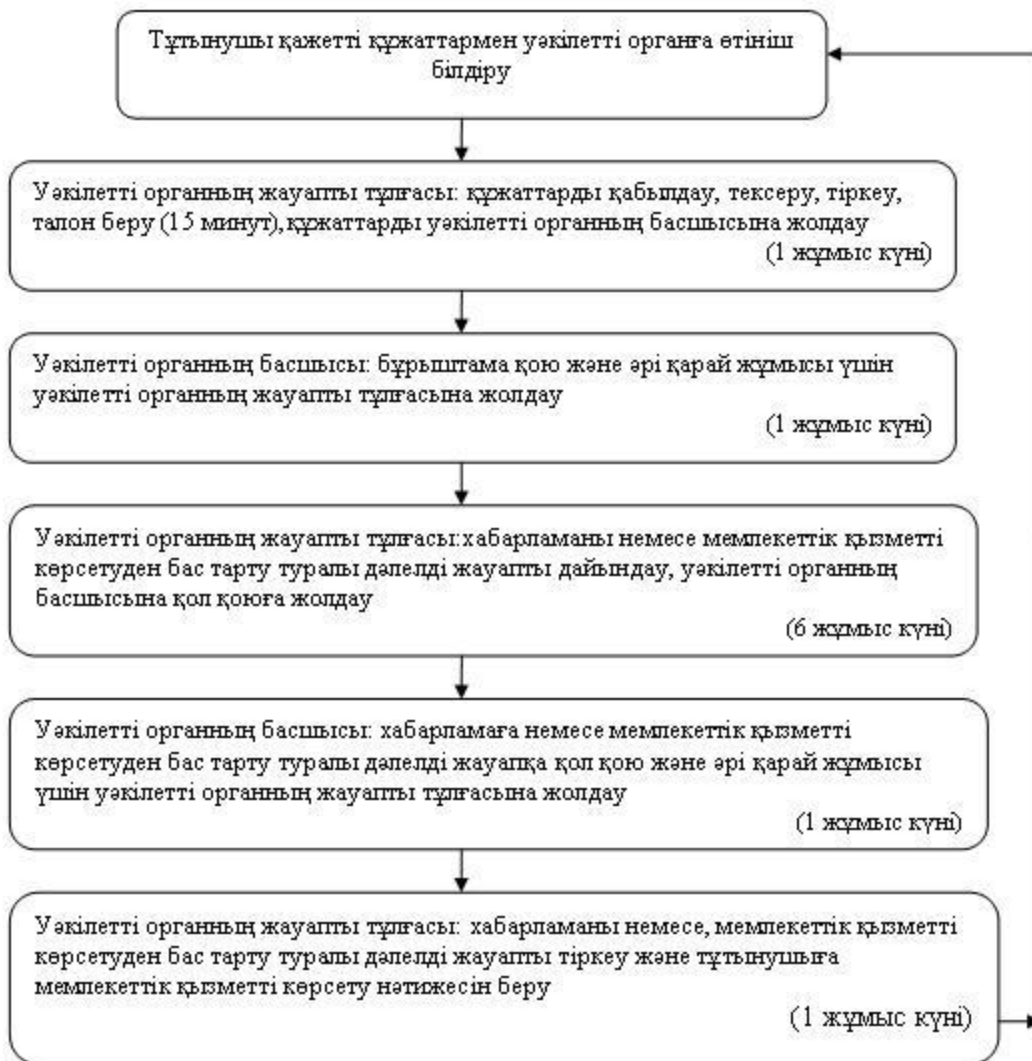 Тұтынушы қажетті құжаттармен уәкілетті органға өтініш
білдіру
Уәкілетті органның жауапты тұлғасы: құжаттарды қабылдау, тексеру, тіркеу,
талон беру (15 минут), құжаттарды уәкілетті органның басшысына жолдау
(1 жұмыс күні)
Уәкілетті органның басшысы: бұрыштама қою және әрі қарай жұмысы үшін
уәкілетті органның жауапты тұлғасына жолдау
(1 жұмыс күні)
Уәкілетті органның жауапты тұлғасы:хабарламаны немесе мемлекеттік қызметті
көрсетуден бас тарту туралы дәлелді жауапты дайындау, уәкілетті органның
басшысына қол қоюға жолдау
(6 жұмыс күні)
Уәкілетті органның басшысы: хабарламаға немесе мемлекеттік қызметті
көрсетуден бас тарту туралы дәлелді жауапқа қол қою және әрі қарай жұмысы
үшін уәкілетті органның жауапты тұлғасына жолдау
(1 жұмыс күні)
Уәкілетті органның жауапты тұлғасы: хабарламаны немесе, мемлекеттік қызметті
көрсетуден бас тарту туралы дәлелді жауапты тіркеу және тұтынушыға
мемлекеттік қызметті көрсету нәтижесін беру
(1 жұмыс күні)